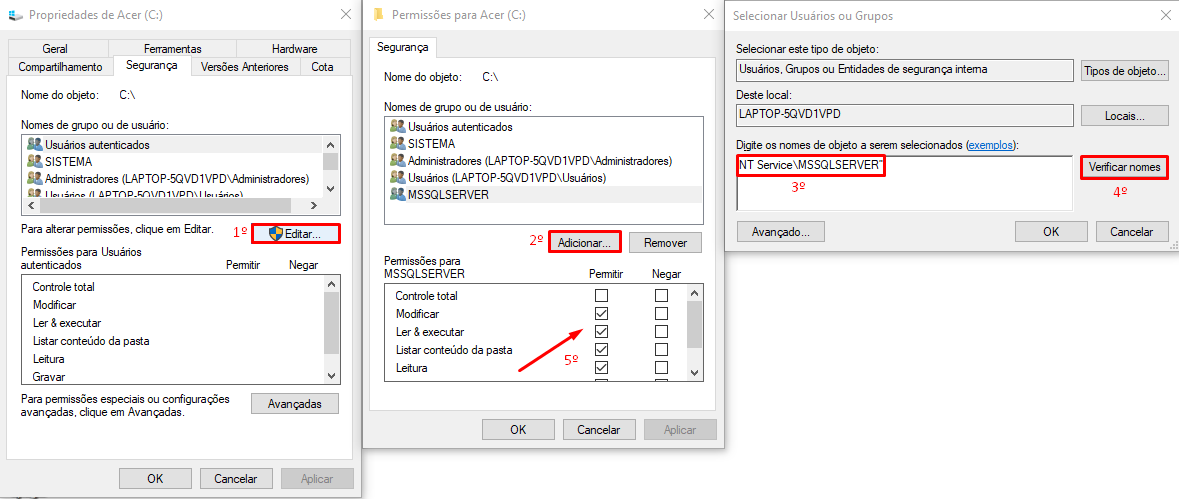 Propriedades de Acer (C:)
Geral
Ferramentas
Hardware
Compartilhamento
Segurança
Versões Anteriores
Cota
Nome do objeto: C:\
Nomes de grupo ou de usuário:
Usuários autenticados
SISTEMA
Administradores (LAPTOP-5QVD1VPD\Administradores)
Usuários (LAPTOP-5QVD1VPD\Usuários)
Para alterar permissões, clique em Editar.
1º
Editar...
Permissões para Usuários
autenticados
Permitir
Negar
Controle total
Modificar
Ler & executar
Listar conteúdo da pasta
Leitura
Gravar
Para permissões especiais ou configurações
avançadas, clique em Avançadas.
Avançadas
OK
Cancelar
Aplicar
Permissões para Acer (C:)
Segurança
Nome do objeto: C:\
Nomes de grupo ou de usuário:
Usuários autenticados
SISTEMA
Administradores (LAPTOP-5QVD1VPD\Administradores)
Usuários (LAPTOP-5QVD1VPD\Usuários)
MSSQLSERVER
2º
Adicionar...
Remover
Permissões para
MSSQLSERVER
Permitir
Negar
Controle total
Modificar
Ler & executar
Listar conteúdo da pasta
Leitura
5º
OK
Cancelar
Aplicar
Selecionar Usuários ou Grupos
Selecionar este tipo de objeto:
Usuários, Grupos ou Entidades de segurança interna
Tipos de objeto...
Deste local:
LAPTOP-5QVD1VPD
Locais...
Digite os nomes de objeto a serem selecionados (exemplos):
NT Service\MSSQLSERVER"
3º
Verificar nomes
4º
Avançado...
OK
Cancelar